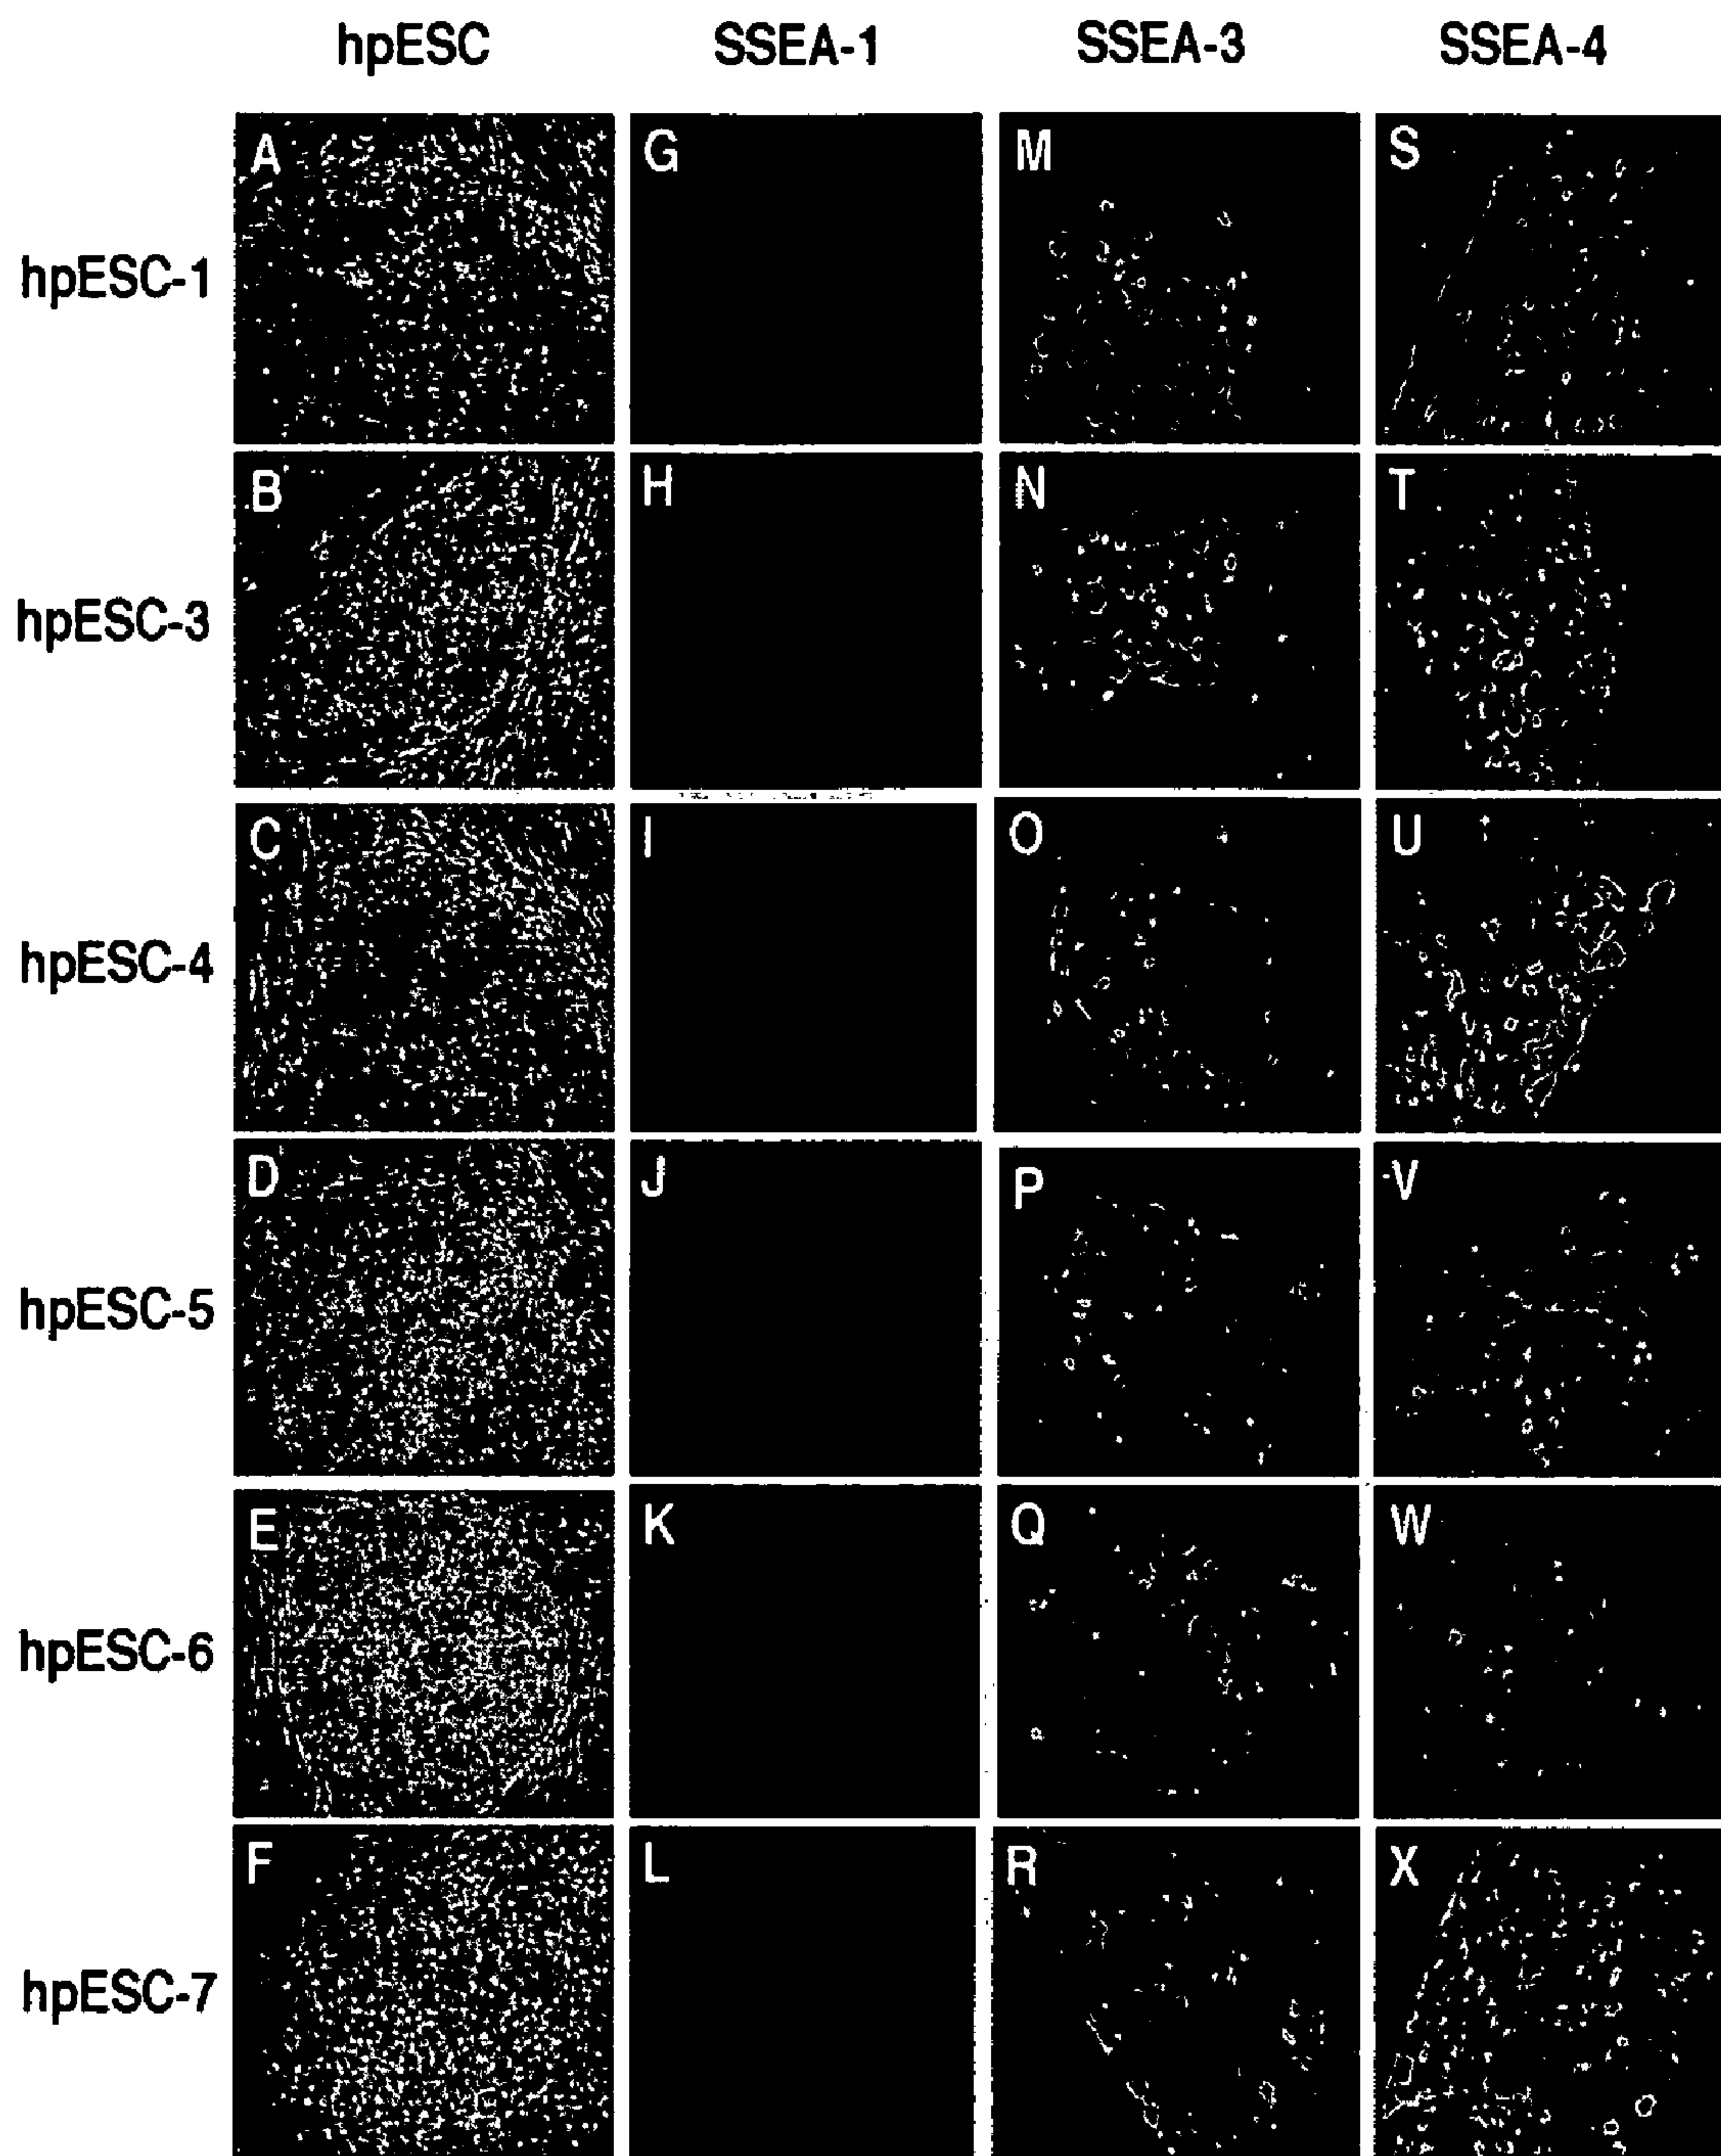 hpESC SSEA-1 SSEA-3 SSEA-4
hpESC-1 A G M S
hpESC-3 B H N T
hpESC-4 C I O U
hpESC-5 D J P V
hpESC-6 E K Q W
hpESC-7 F L R X